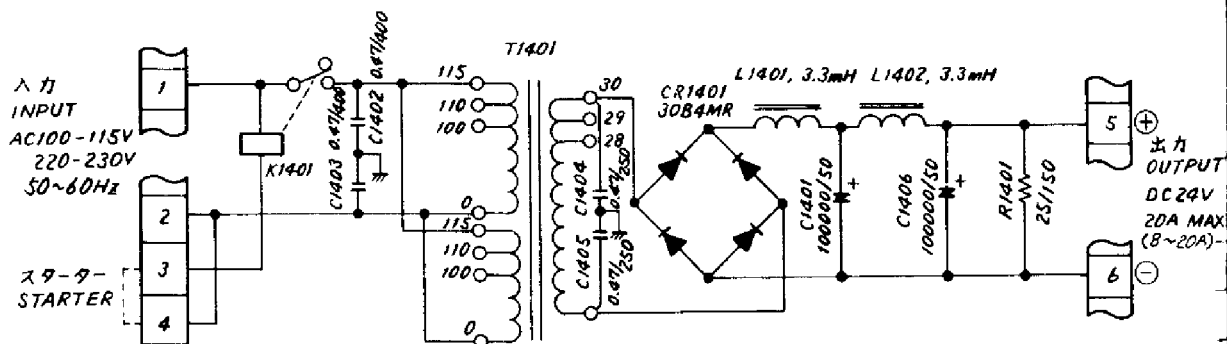 入力
INPUT
AC100-115V
220-230V
50~60Hz
スターター
STARTER
1
2
3
4
K1401
C1403 0.47/400
C1402 0.47/400
T1401
115
110
100
0
115
110
100
0
30
29
28
C1404 0.47/250
C1405 0.47/250
CR1401
30B4MR
L1401, 3.3mH
L1402, 3.3mH
C1401
100000/50
+
C1406
100000/50
+
R1401
25/150
5
⊕
出力
OUTPUT
DC24V
20A MAX
(8~20A)
6
⊖